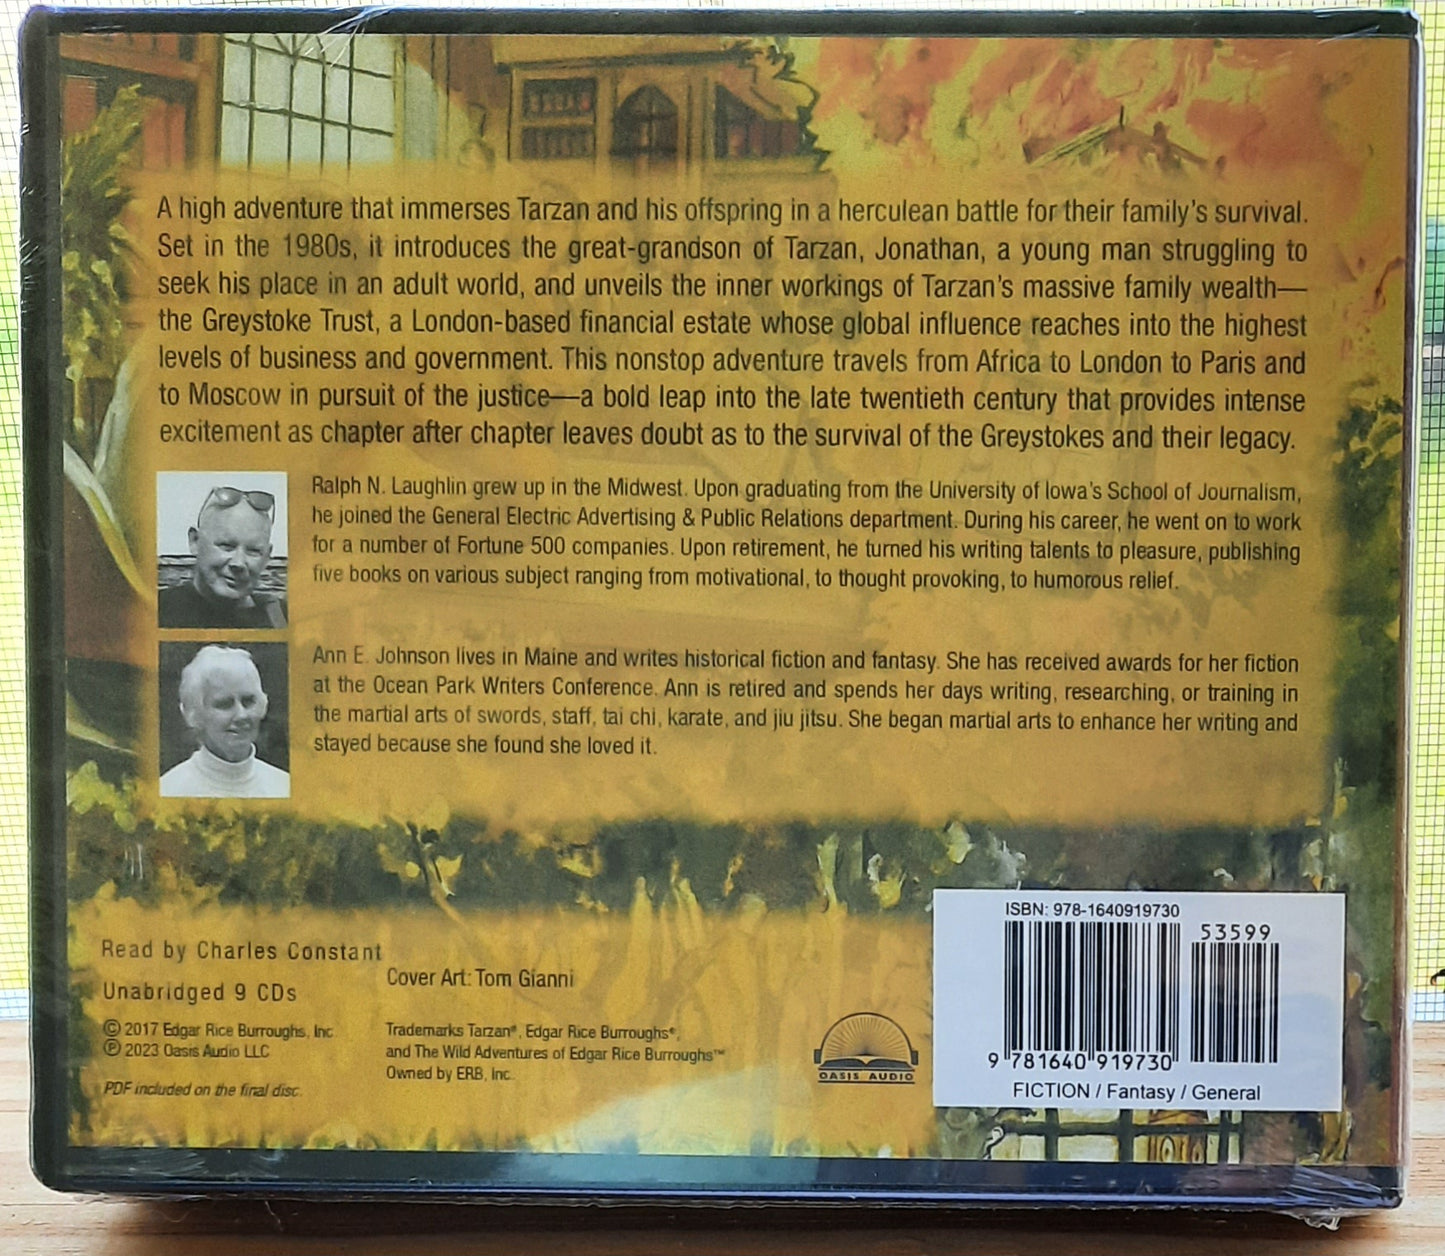 A high adventure that immerses Tarzan and his offspring in a herculean battle for their family's survival.
Set in the 1980s, it introduces the great-grandson of Tarzan, Jonathan, a young man struggling to
seek his place in an adult world, and unveils the inner workings of Tarzan's massive family wealth—
the Greystoke Trust, a London-based financial estate whose global influence reaches into the highest
levels of business and government. This nonstop adventure travels from Africa to London to Paris and
to Moscow in pursuit of the justice—a bold leap into the late twentieth century that provides intense
excitement as chapter after chapter leaves doubt as to the survival of the Greystokes and their legacy.
Ralph N. Laughlin grew up in the Midwest. Upon graduating from the University of Iowa's School of Journalism,
he joined the General Electric Advertising & Public Relations department. During his career, he went on to work
for a number of Fortune 500 companies. Upon retirement, he turned his writing talents to pleasure, publishing
five books on various subject ranging from motivational, to thought provoking, to humorous relief.
Ann E. Johnson lives in Maine and writes historical fiction and fantasy. She has received awards for her fiction
at the Ocean Park Writers Conference. Ann is retired and spends her days writing, researching, or training in
the martial arts of swords, staff, tai chi, karate, and jiu jitsu. She began martial arts to enhance her writing and
stayed because she found she loved it.
Read by Charles Constant
Unabridged 9 CDs
© 2017 Edgar Rice Burroughs, Inc.
℗ 2023 Oasis Audio LLC
PDF included on the final disc.
Cover Art: Tom Gianni
Trademarks Tarzan®, Edgar Rice Burroughs®,
and The Wild Adventures of Edgar Rice Burroughs™
Owned by ERB, Inc.
OASIS AUDIO
ISBN: 978-1640919730
53599
9 781640 919730
FICTION / Fantasy / General